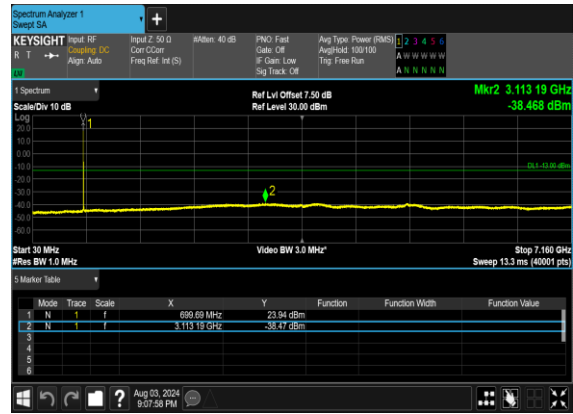 Spectrum Analyzer 1
Swept SA
+
KEYSIGHT Input: RF Input Z: 50 Ω #Atten: 40 dB PNO: Fast Avg Type: Power (RMS) 1 2 3 4 5 6
R T Coupling: DC Corr CCorr Gate: Off Avg|Hold: 100/100 A W W W W W
Align: Auto Freq Ref: Int (S) IF Gain: Low Trig: Free Run
Sig Track: Off A N N N N N
1 Spectrum Ref Lvl Offset 7.50 dB Mkr2 3.113 19 GHz
Scale/Div 10 dB Ref Level 30.00 dBm -38.468 dBm
Log
1
20.0
10.0
0.00
-10.0 DL1 -13.00 dBm
-20.0
-30.0
2
-40.0
-50.0
-60.0
Start 30 MHz Video BW 3.0 MHz* Stop 7.160 GHz
#Res BW 1.0 MHz Sweep 13.3 ms (40001 pts)
5 Marker Table
Mode Trace Scale X Y Function Function Width Function Value
1 N 1 f 699.69 MHz 23.94 dBm
2 N 1 f 3.113 19 GHz -38.47 dBm
3
4
5
6
? Aug 03, 2024
9:07:58 PM